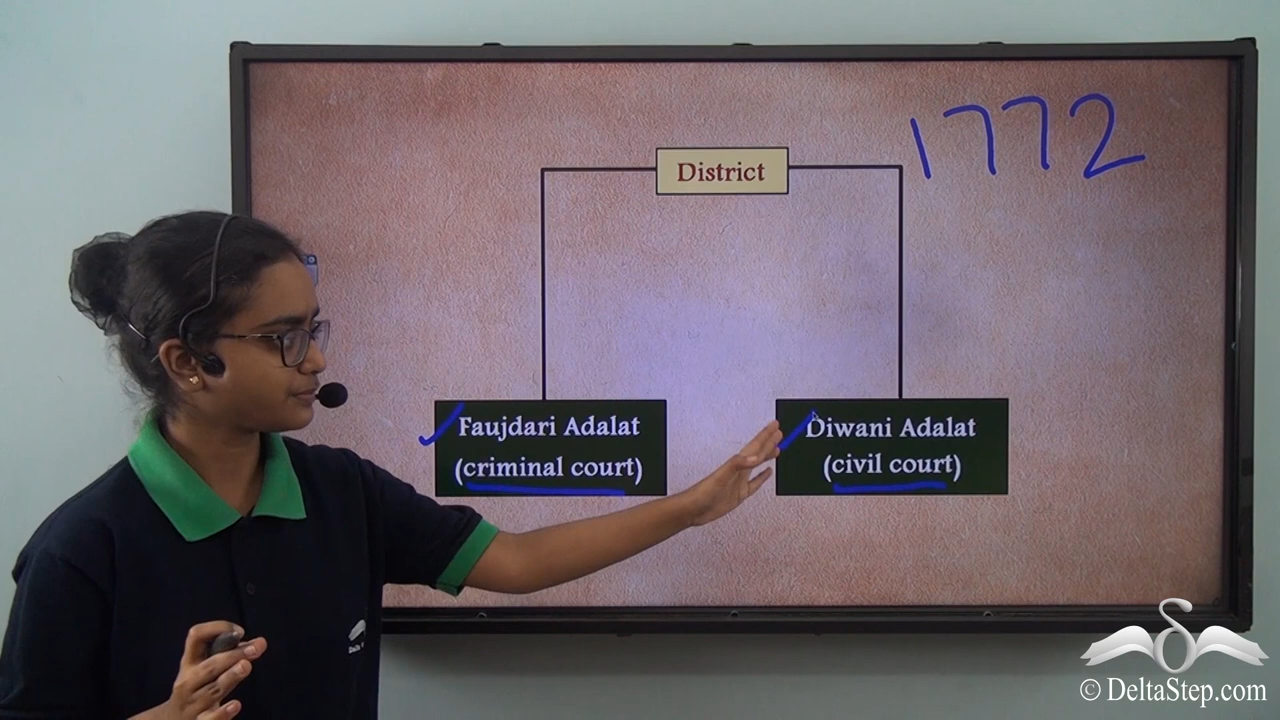 1772
District
Faujdari Adalat
(criminal court)
Diwani Adalat
(civil court)
© DeltaStep.com